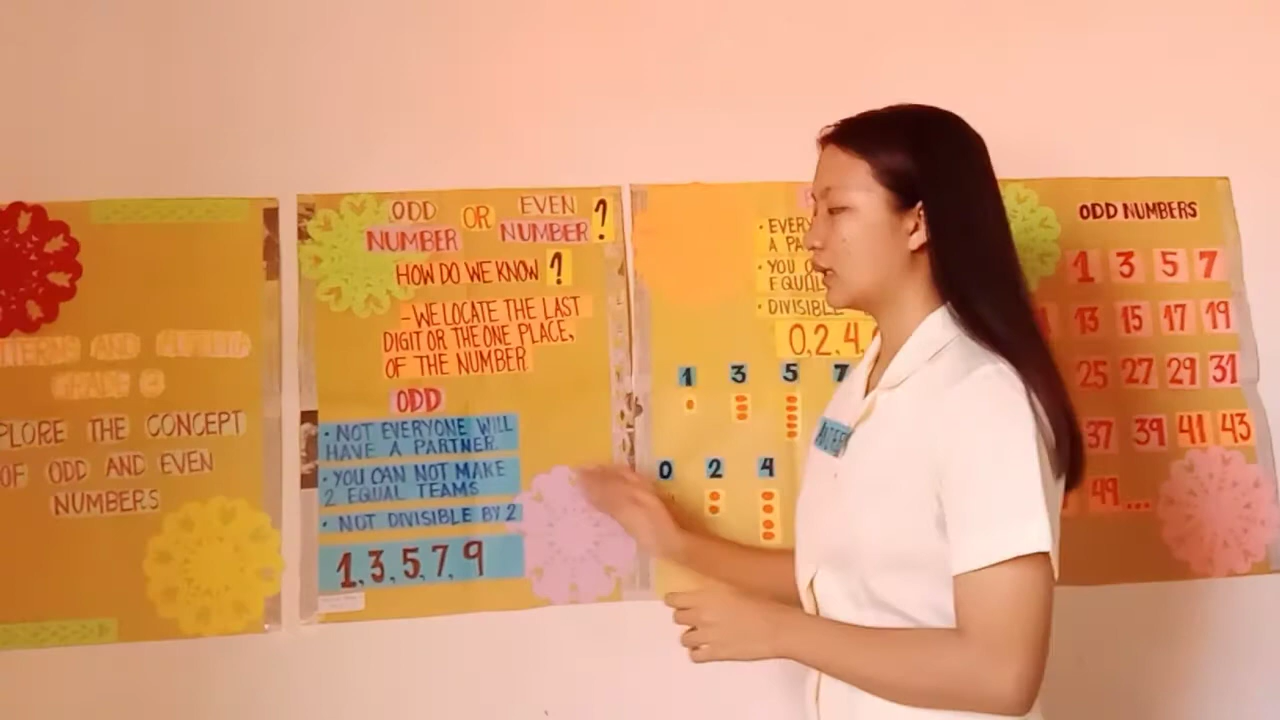 AND
GRADE
PLORE THE CONCEPT
OF ODD AND EVEN
NUMBERS
ODD OR EVEN
NUMBER NUMBER ?
HOW DO WE KNOW ?
- WE LOCATE THE LAST
DIGIT OR THE ONE PLACE,
OF THE NUMBER
ODD
• NOT EVERYONE WILL
HAVE A PARTNER.
• YOU CAN NOT MAKE
2 EQUAL TEAMS
• NOT DIVISIBLE BY 2
1, 3, 5, 7, 9
• EVERY
A PA
• YOU
EQUAL
• DIVISIBLE
0, 2, 4,
1 3 5 7
0 2 4
ODD NUMBERS
1 3 5 7
13 15 17 19
25 27 29 31
37 39 41 43
49...